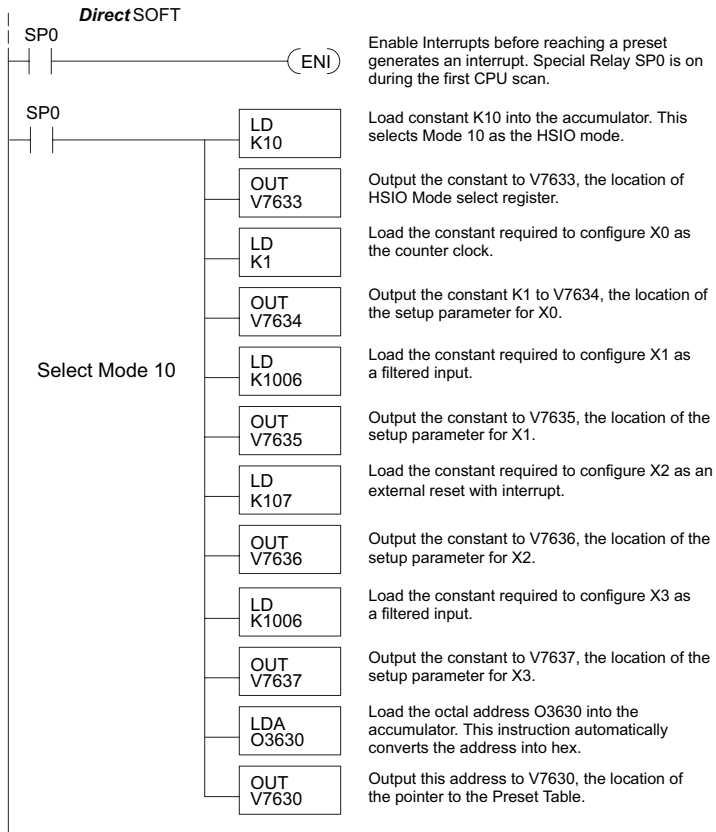 DirectSOFT
SP0
ENI
Enable Interrupts before reaching a preset
generates an interrupt. Special Relay SP0 is on
during the first CPU scan.
SP0
LD
K10
Load constant K10 into the accumulator. This
selects Mode 10 as the HSIO mode.
OUT
V7633
Output the constant to V7633, the location of
HSIO Mode select register.
LD
K1
Load the constant required to configure X0 as
the counter clock.
OUT
V7634
Output the constant K1 to V7634, the location of
the setup parameter for X0.
Select Mode 10
LD
K1006
Load the constant required to configure X1 as
a filtered input.
OUT
V7635
Output the constant to V7635, the location of the
setup parameter for X1.
LD
K107
Load the constant required to configure X2 as an
external reset with interrupt.
OUT
V7636
Output the constant to V7636, the location of the
setup parameter for X2.
LD
K1006
Load the constant required to configure X3 as
a filtered input.
OUT
V7637
Output the constant to V7637, the location of the
setup parameter for X3.
LDA
O3630
Load the octal address O3630 into the
accumulator. This instruction automatically
converts the address into hex.
OUT
V7630
Output this address to V7630, the location of
the pointer to the Preset Table.